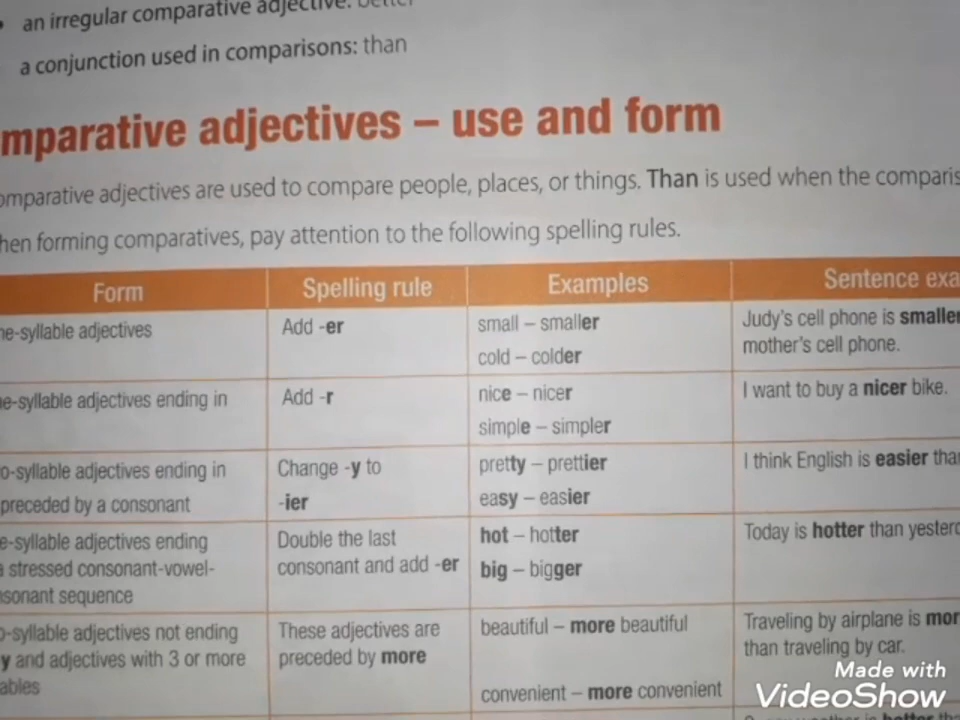 an irregular comparative adjective: better
a conjunction used in comparisons: than
mparative adjectives – use and form
omparative adjectives are used to compare people, places, or things. Than is used when the comparis
hen forming comparatives, pay attention to the following spelling rules.
Form Spelling rule Examples Sentence exa
ne-syllable adjectives
Add -er
small – smaller
cold – colder
Judy's cell phone is smaller
mother's cell phone.
ne-syllable adjectives ending in
Add -r
nice – nicer
simple – simpler
I want to buy a nicer bike.
o-syllable adjectives ending in
preceded by a consonant
Change -y to
-ier
pretty – prettier
easy – easier
I think English is easier than
e-syllable adjectives ending
a stressed consonant-vowel-
nsonant sequence
Double the last
consonant and add -er
hot – hotter
big – bigger
Today is hotter than yesterd
o-syllable adjectives not ending
y and adjectives with 3 or more
ables
These adjectives are
preceded by more
beautiful – more beautiful
convenient – more convenient
Traveling by airplane is mor
than traveling by car.
Made with
VideoShow